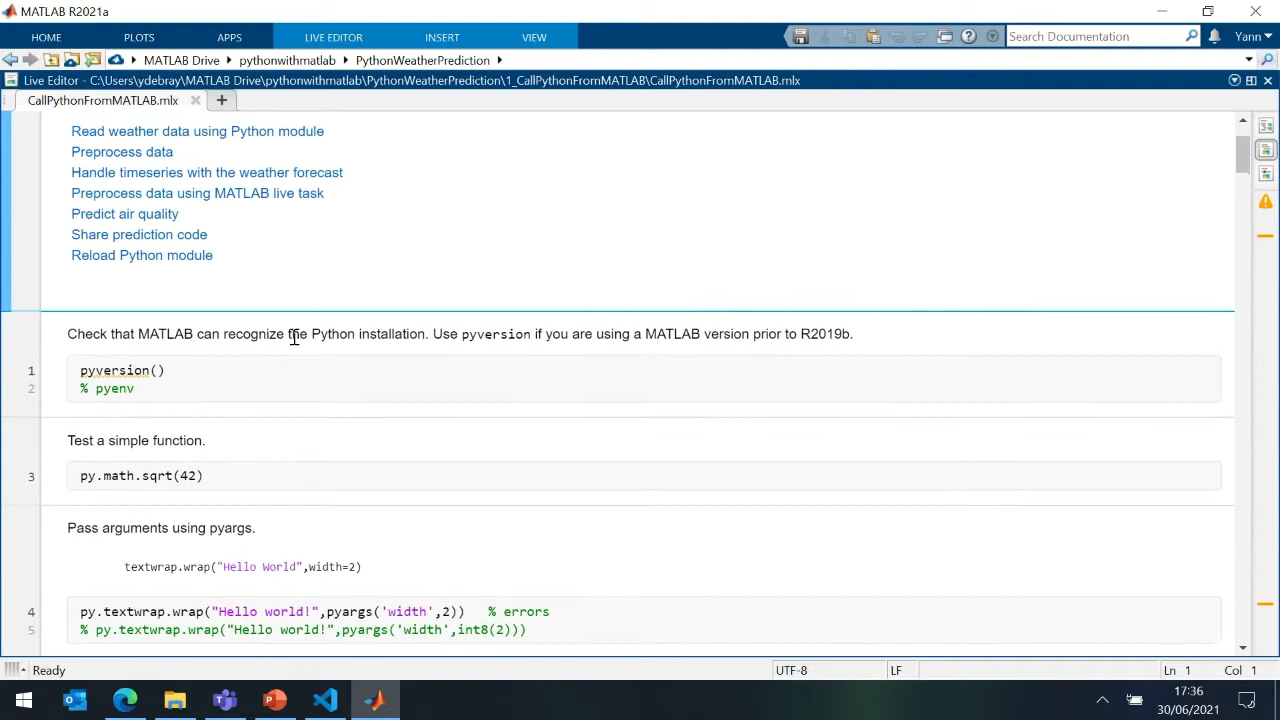 MATLAB R2021a
HOME PLOTS APPS LIVE EDITOR INSERT VIEW Search Documentation Yann
MATLAB Drive pythonwithmatlab PythonWeatherPrediction
Live Editor - C:\Users\ydebray\MATLAB Drive\pythonwithmatlab\PythonWeatherPrediction\1_CallPythonFromMATLAB\CallPythonFromMATLAB.mlx
CallPythonFromMATLAB.mlx
Read weather data using Python module
Preprocess data
Handle timeseries with the weather forecast
Preprocess data using MATLAB live task
Predict air quality
Share prediction code
Reload Python module
Check that MATLAB can recognize the Python installation. Use pyversion if you are using a MATLAB version prior to R2019b.
1 pyversion()
2 % pyenv
Test a simple function.
3 py.math.sqrt(42)
Pass arguments using pyargs.
textwrap.wrap("Hello World",width=2)
4 py.textwrap.wrap("Hello world!",pyargs('width',2)) % errors
5 % py.textwrap.wrap("Hello world!",pyargs('width',int8(2)))
Ready UTF-8 LF Ln 1 Col 1
17:36
30/06/2021